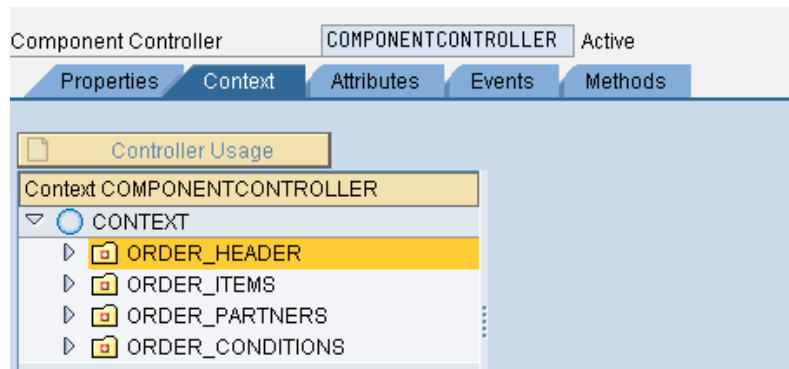 Component Controller COMPONENTCONTROLLER Active
Properties Context Attributes Events Methods
Controller Usage
Context COMPONENTCONTROLLER
CONTEXT
ORDER_HEADER
ORDER_ITEMS
ORDER_PARTNERS
ORDER_CONDITIONS